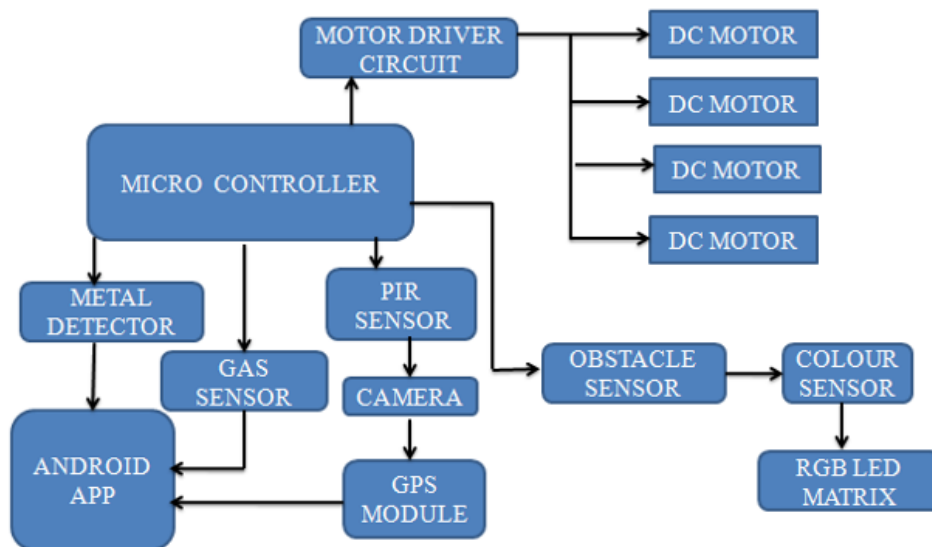 MOTOR DRIVER
CIRCUIT
DC MOTOR
DC MOTOR
DC MOTOR
DC MOTOR
MICRO CONTROLLER
METAL
DETECTOR
GAS
SENSOR
PIR
SENSOR
CAMERA
GPS
MODULE
ANDROID
APP
OBSTACLE
SENSOR
COLOUR
SENSOR
RGB LED
MATRIX